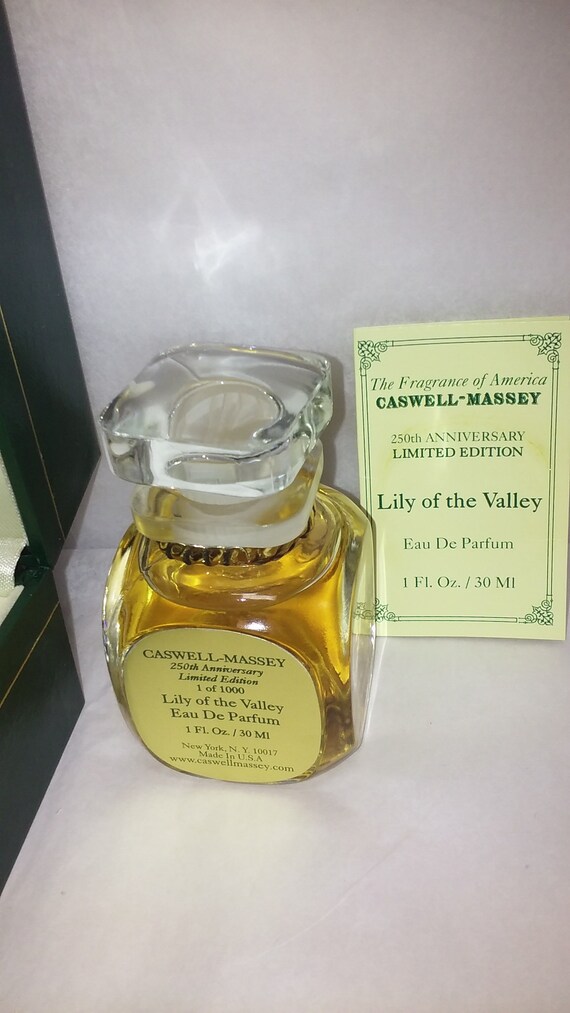 The Fragrance of America
CASWELL-MASSEY
250th ANNIVERSARY
LIMITED EDITION
Lily of the Valley
Eau De Parfum
1 Fl. Oz. / 30 Ml
CASWELL-MASSEY
250th Anniversary
Limited Edition
1 of 1000
Lily of the Valley
Eau De Parfum
1 Fl. Oz. / 30 Ml
New York, N. Y. 10017
Made In U.S.A
www.caswellmassey.com